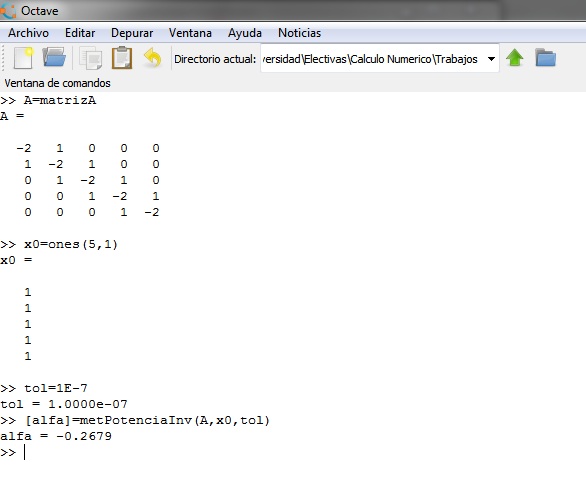 Octave
Archivo Editar Depurar Ventana Ayuda Noticias
Directorio actual: versidad\Electivas\Calculo Numerico\Trabajos
Ventana de comandos
>> A=matrizA
A =
-2 1 0 0 0
1 -2 1 0 0
0 1 -2 1 0
0 0 1 -2 1
0 0 0 1 -2
>> x0=ones(5,1)
x0 =
1
1
1
1
1
>> tol=1E-7
tol = 1.0000e-07
>> [alfa]=metPotenciaInv(A,x0,tol)
alfa = -0.2679
>>